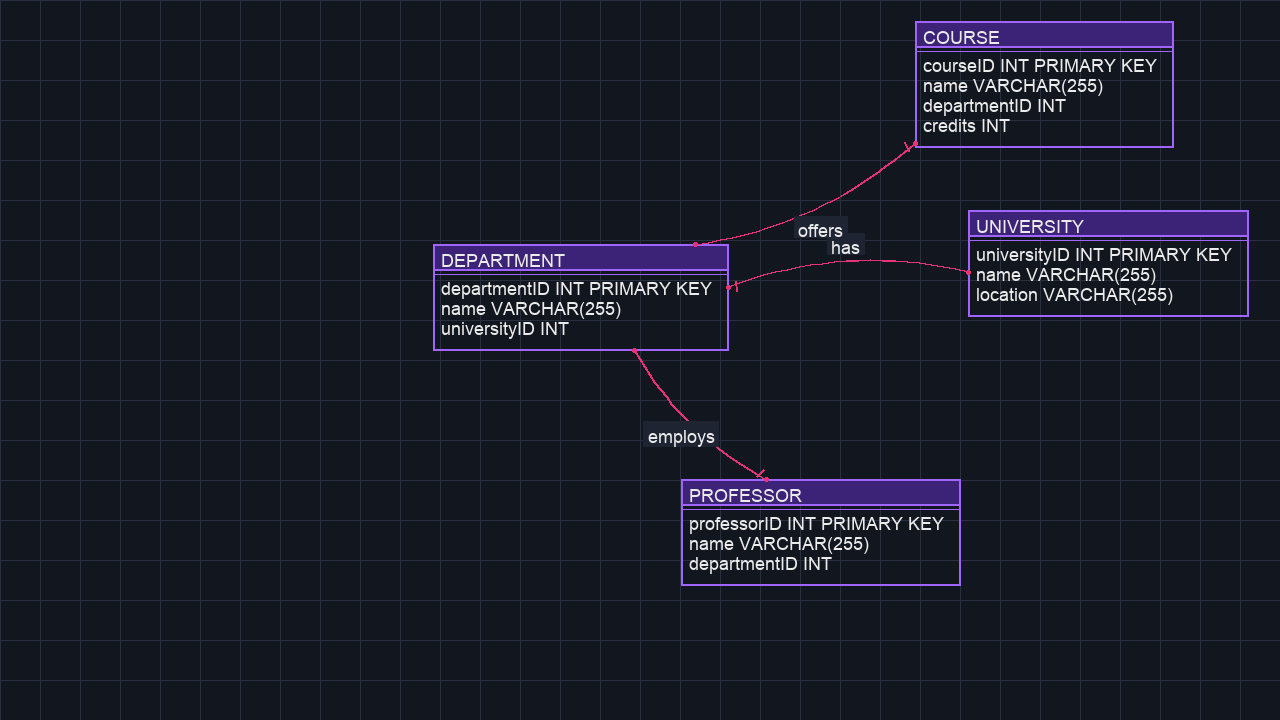 COURSE
courseID INT PRIMARY KEY
name VARCHAR(255)
departmentID INT
credits INT
UNIVERSITY
universityID INT PRIMARY KEY
name VARCHAR(255)
location VARCHAR(255)
offers
has
DEPARTMENT
departmentID INT PRIMARY KEY
name VARCHAR(255)
universityID INT
employs
PROFESSOR
professorID INT PRIMARY KEY
name VARCHAR(255)
departmentID INT